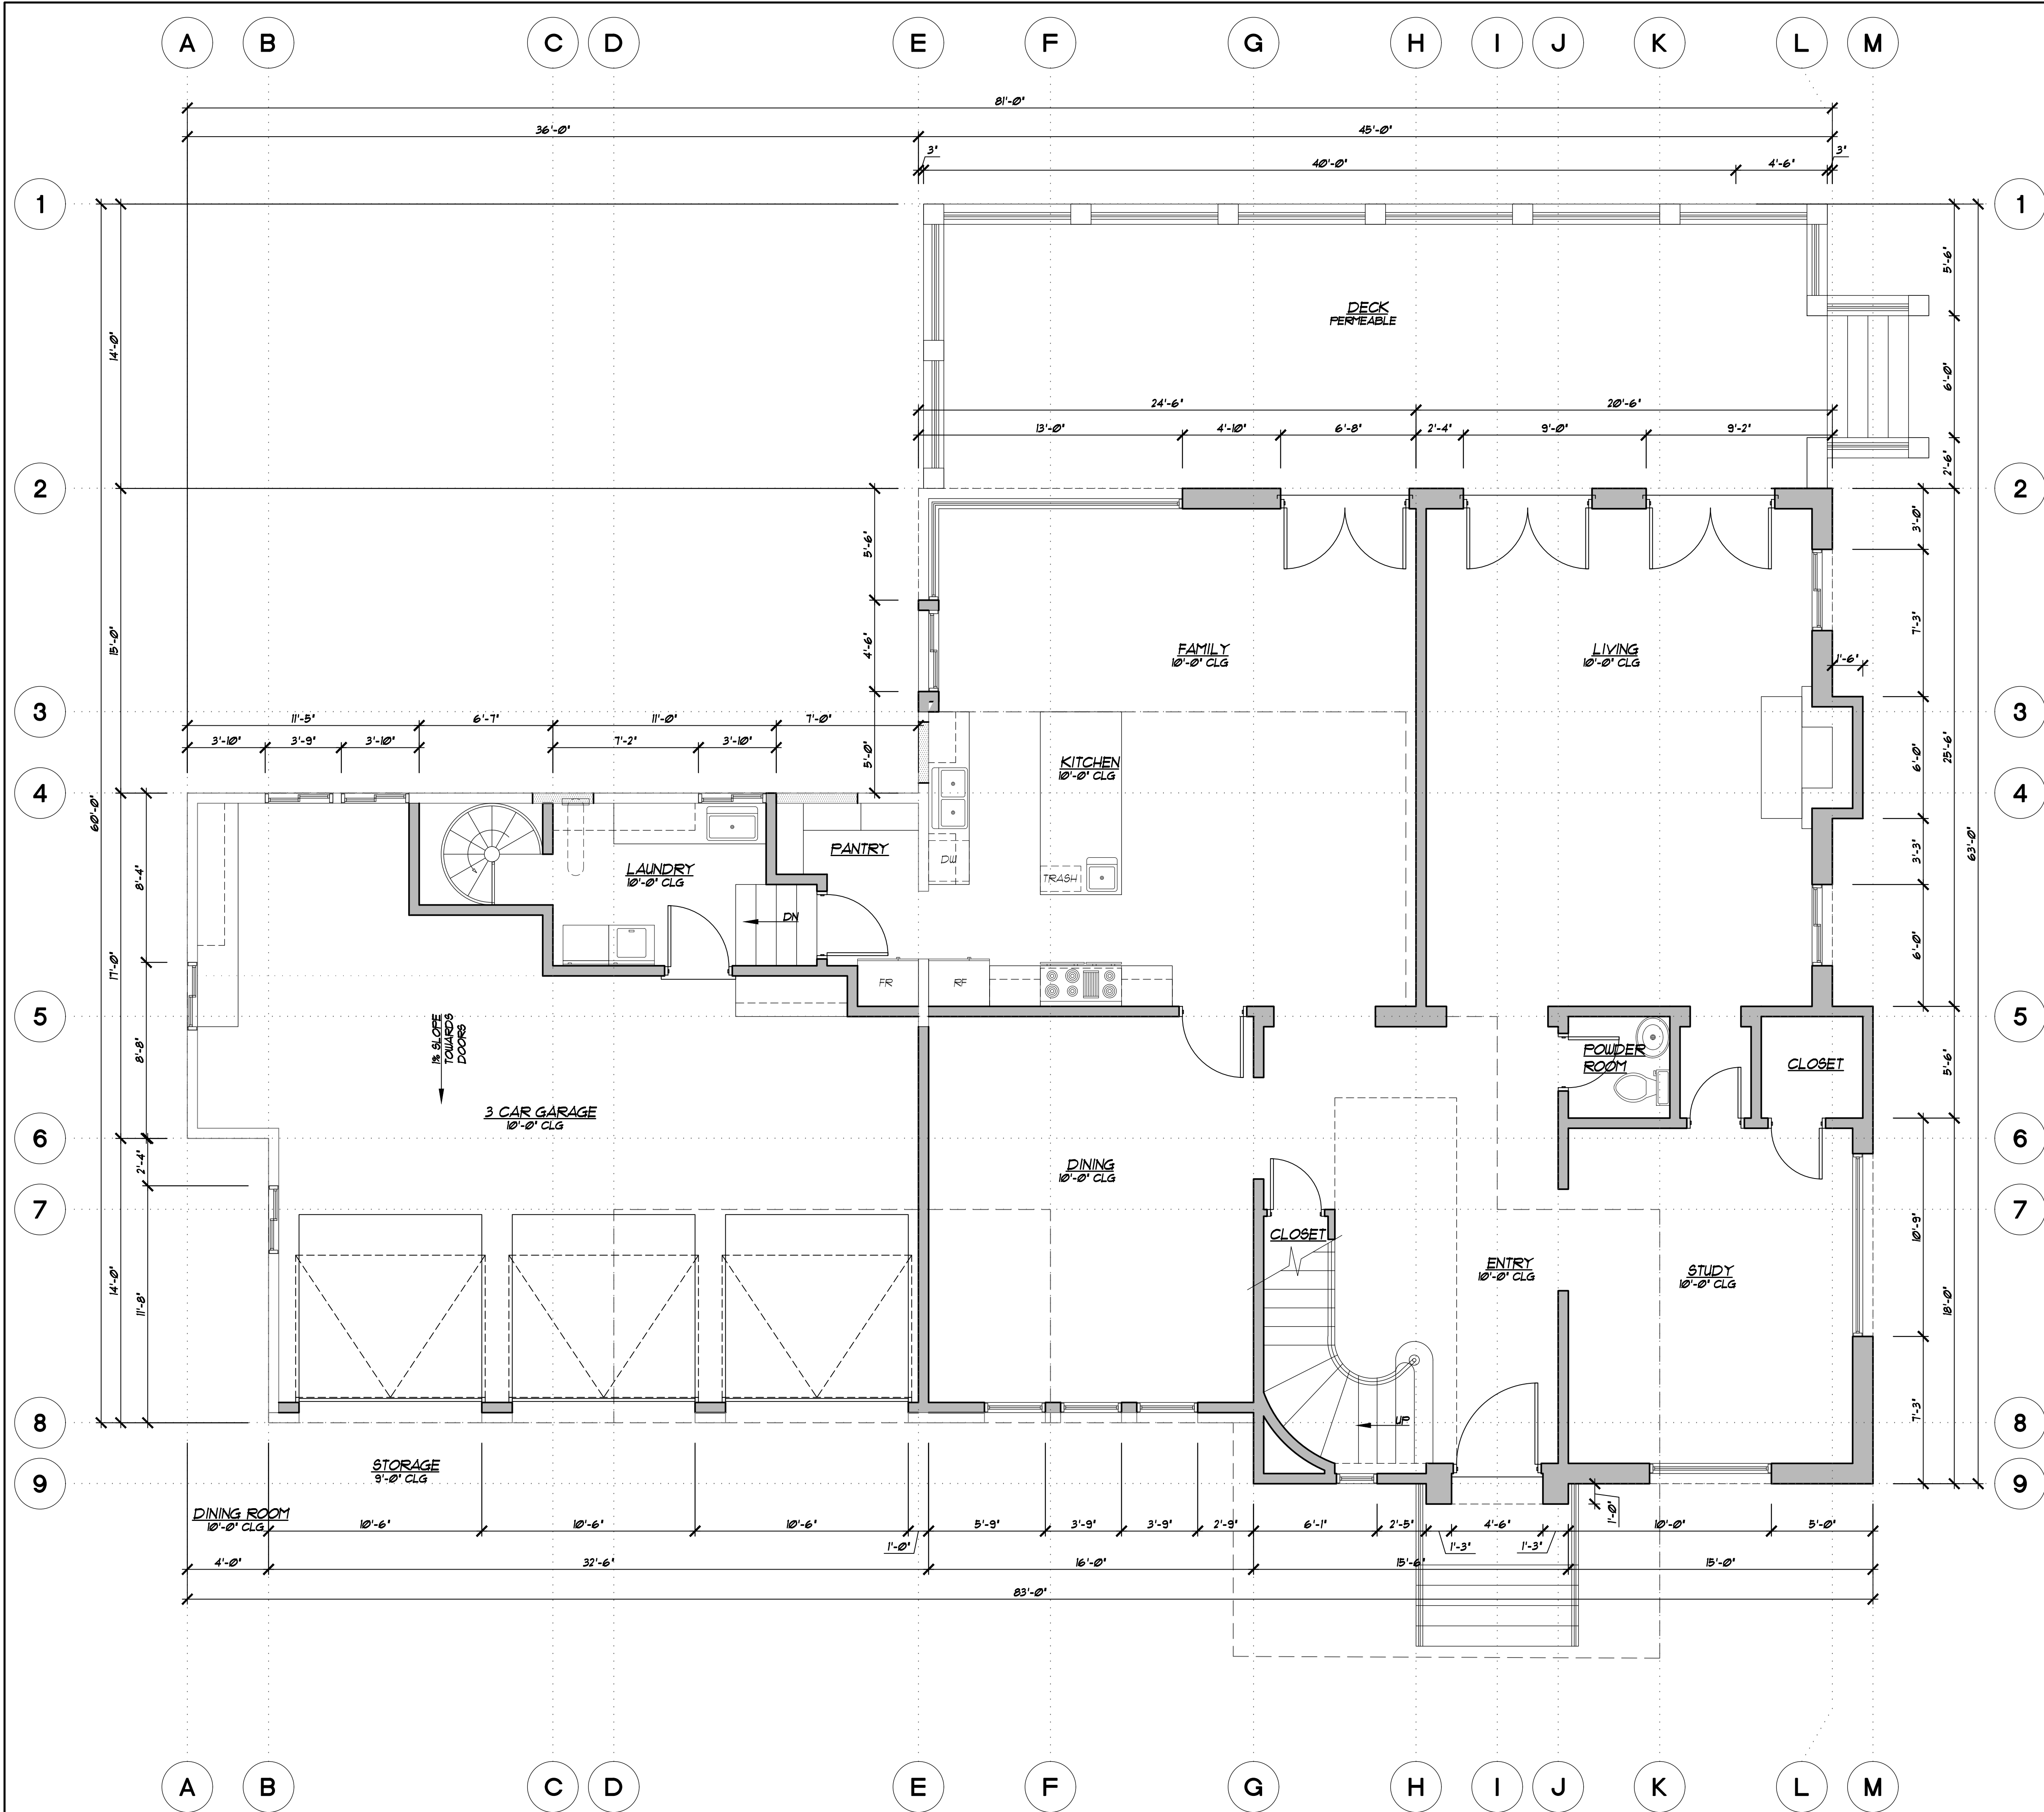 A B C D E F G H I J K L M
81'-0"
36'-0" 45'-0"
3" 40'-0" 4'-6" 3"
1 1
14'-0" 5'-6"
DECK
PERMEABLE
6'-0"
24'-6" 20'-6"
13'-0" 4'-10" 6'-8" 2'-4" 9'-0" 9'-2"
2'-6"
2 2
5'-6" 3'-0"
15'-0" 4'-6" 7'-3"
FAMILY
10'-0" CLG
LIVING
10'-0" CLG
1'-6"
3 3
11'-5" 6'-7" 11'-0" 7'-0"
3'-10" 3'-9" 3'-10" 7'-2" 3'-10" 5'-0"
KITCHEN
10'-0" CLG
6'-0" 25'-6"
4 4
60'-0" 63'-0"
8'-4" 3'-3"
PANTRY
LAUNDRY
10'-0" CLG
DW
TRASH
DN
17'-0" 6'-0"
FR RF
5 5
1% SLOPE
TOWARDS
DOORS
8'-8" 5'-6"
POWDER
ROOM
CLOSET
3 CAR GARAGE
10'-0" CLG
6 6
2'-4"
DINING
10'-0" CLG
7 7
10'-9"
CLOSET
ENTRY
10'-0" CLG
STUDY
10'-0" CLG
14'-0" 11'-8" 18'-0"
7'-3"
UP
8 8
STORAGE
9'-0" CLG
9 9
1'-0"
DINING ROOM
10'-0" CLG
10'-6" 10'-6" 10'-6" 1'-0" 5'-9" 3'-9" 3'-9" 2'-9" 6'-1" 2'-5" 1'-3" 4'-6" 1'-3" 10'-0" 5'-0"
4'-0" 32'-6" 16'-0" 15'-6" 15'-0"
83'-0"
A B C D E F G H I J K L M